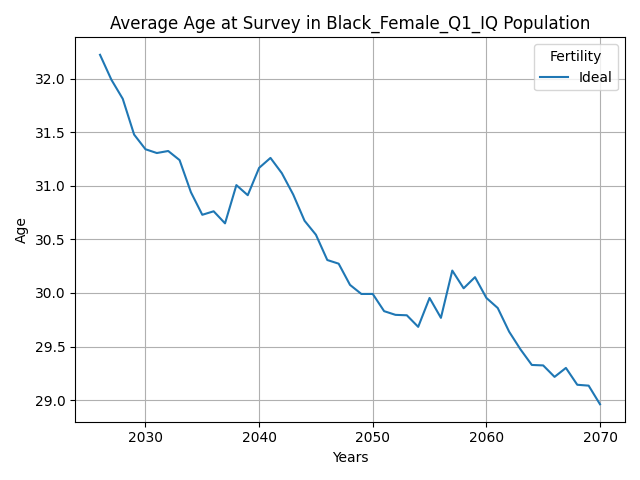 Average Age at Survey in Black_Female_Q1_IQ Population
Fertility
Ideal
32.0
31.5
31.0
30.5
30.0
29.5
29.0
Age
2030
2040
2050
2060
2070
Years